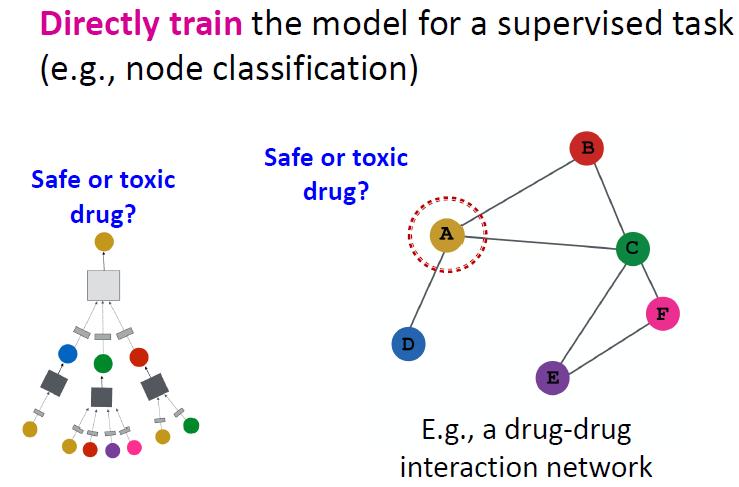 Directly train the model for a supervised task
(e.g., node classification)
Safe or toxic
drug?
Safe or toxic
drug?
B
A
C
F
D
E
E.g., a drug-drug
interaction network